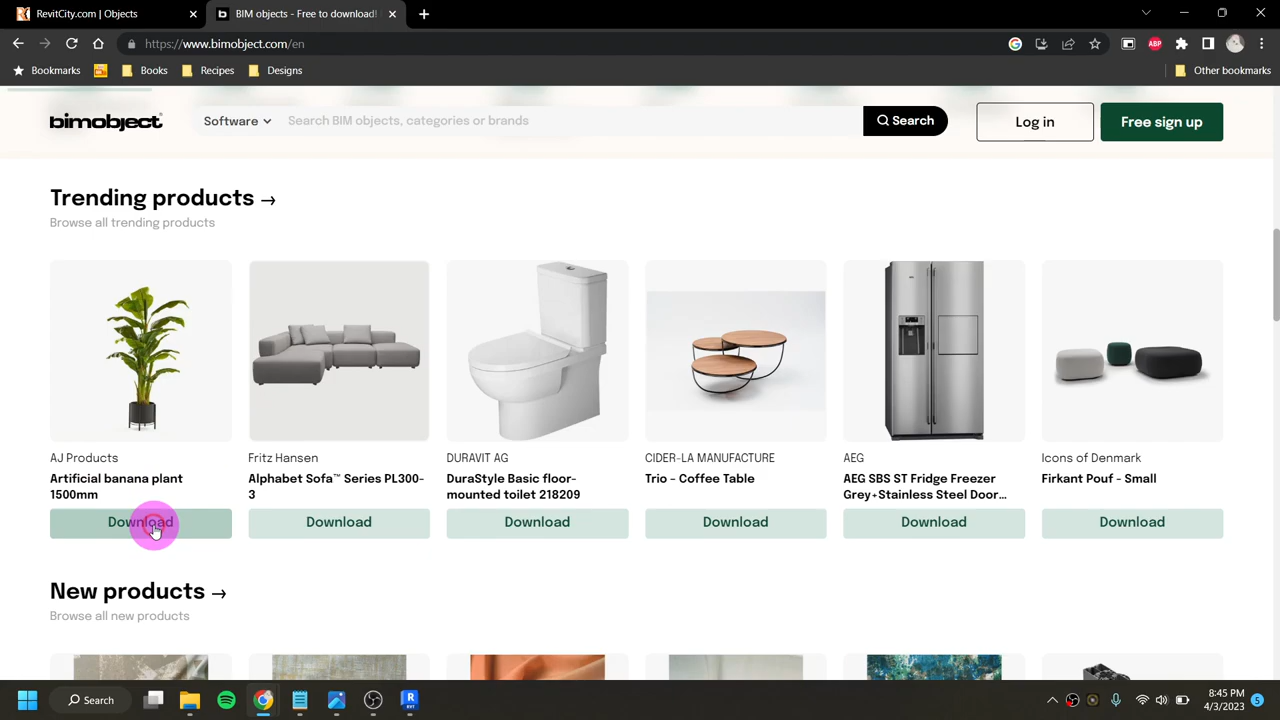 RevitCity.com | Objects
BIM objects - Free to download!
https://www.bimobject.com/en
ABP
Bookmarks
Books
Recipes
Designs
Other bookmarks
bimobject
Software
Search BIM objects, categories or brands
Search
Log in
Free sign up
Trending products →
Browse all trending products
AJ Products
Artificial banana plant
1500mm
Download
Fritz Hansen
Alphabet Sofa™ Series PL300-
3
Download
DURAVIT AG
DuraStyle Basic floor-
mounted toilet 218209
Download
CIDER-LA MANUFACTURE
Trio - Coffee Table
Download
AEG
AEG SBS ST Fridge Freezer
Grey+Stainless Steel Door...
Download
Icons of Denmark
Firkant Pouf - Small
Download
New products →
Browse all new products
Search
8:45 PM
4/3/2023
5